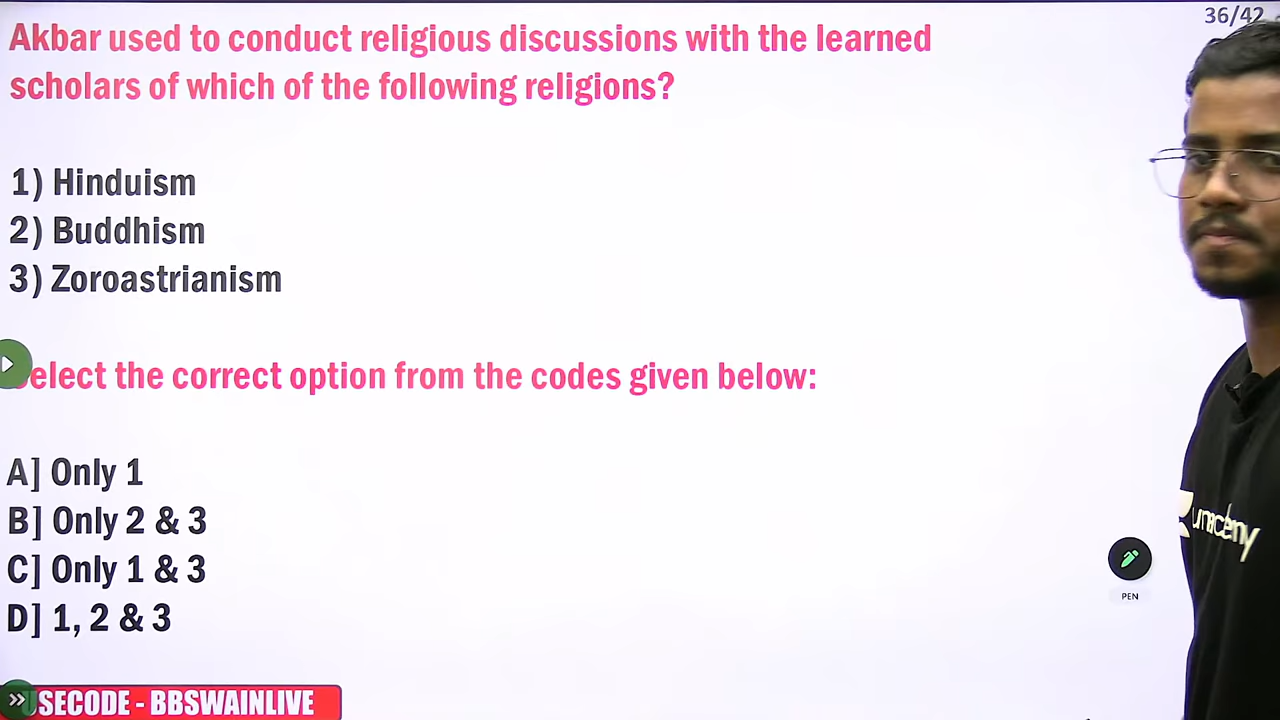 36/42
Akbar used to conduct religious discussions with the learned
scholars of which of the following religions?
1) Hinduism
2) Buddhism
3) Zoroastrianism
elect the correct option from the codes given below:
A] Only 1
B] Only 2 & 3
C] Only 1 & 3
D] 1, 2 & 3
unacademy
PEN
USECODE - BBSWAINLIVE